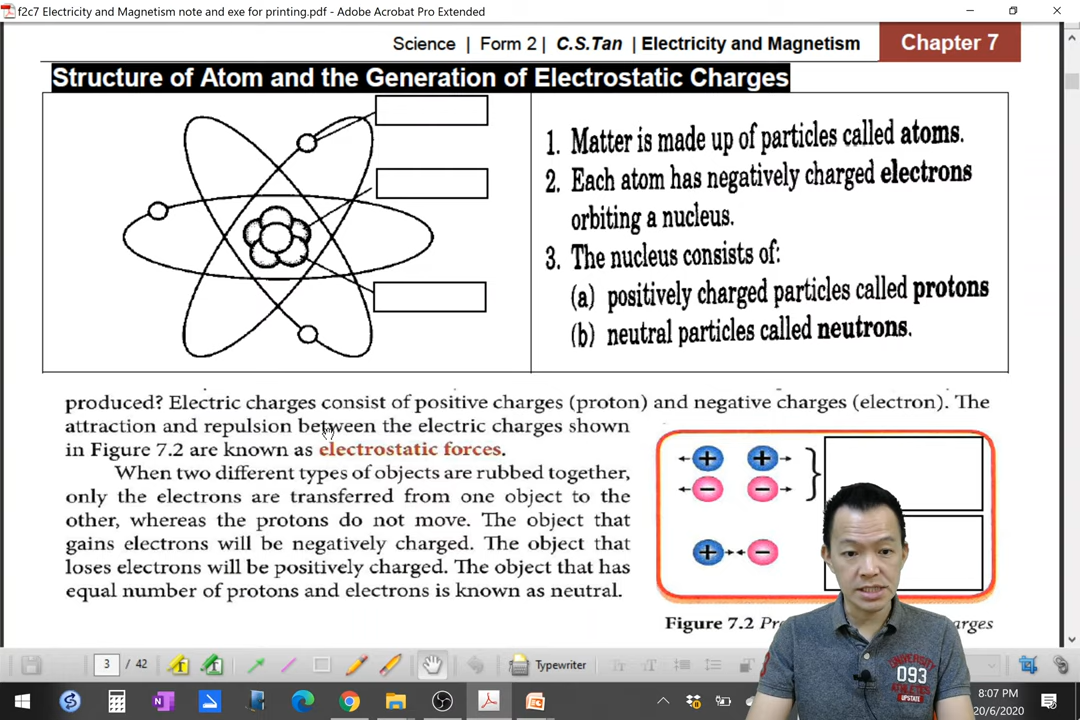 f2c7 Electricity and Magnetism note and exe for printing.pdf - Adobe Acrobat Pro Extended
Science | Form 2 | C.S.Tan | Electricity and Magnetism
Chapter 7
Structure of Atom and the Generation of Electrostatic Charges
1. Matter is made up of particles called atoms.
2. Each atom has negatively charged electrons
orbiting a nucleus.
3. The nucleus consists of:
(a) positively charged particles called protons
(b) neutral particles called neutrons.
produced? Electric charges consist of positive charges (proton) and negative charges (electron). The
attraction and repulsion between the electric charges shown
in Figure 7.2 are known as electrostatic forces.
When two different types of objects are rubbed together,
only the electrons are transferred from one object to the
other, whereas the protons do not move. The object that
gains electrons will be negatively charged. The object that
loses electrons will be positively charged. The object that has
equal number of protons and electrons is known as neutral.
+ +
− −
+ −
Figure 7.2
3 / 42
Typewriter
UNIVERSITY
093
ATHLETICS
UPSTATE
8:07 PM
20/6/2020